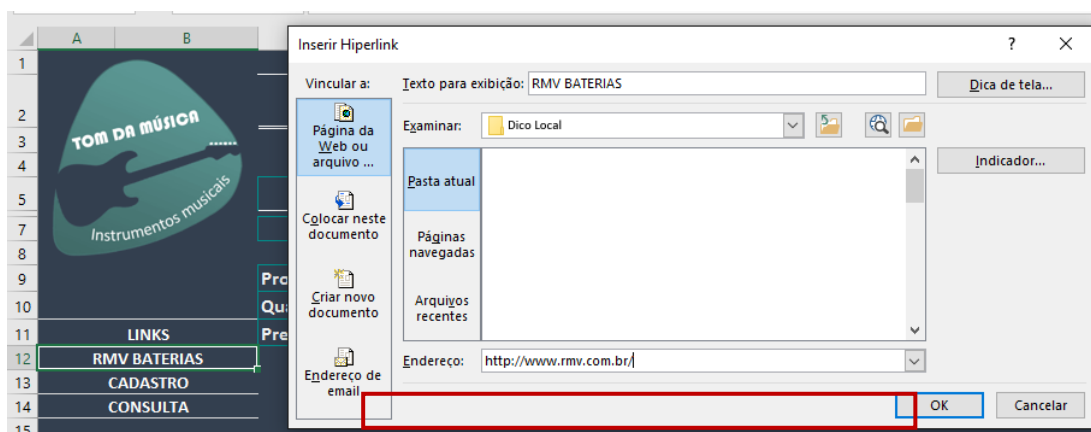 A B
1
2
3
4
5
7
8
9
10
11
12
13
14
15
TOM DA MÚSICA
Instrumentos musicais
LINKS
RMV BATERIAS
CADASTRO
CONSULTA
Pro
Qu
Pre
Inserir Hiperlink
? X
Vincular a:
Texto para exibição: RMV BATERIAS
Dica de tela...
Página da
Web ou
arquivo ...
Colocar neste
documento
Criar novo
documento
Endereço de
email
Examinar: Dico Local
Indicador...
Pasta atual
Páginas
navegadas
Arquivos
recentes
Endereço: http://www.rmv.com.br/
OK Cancelar